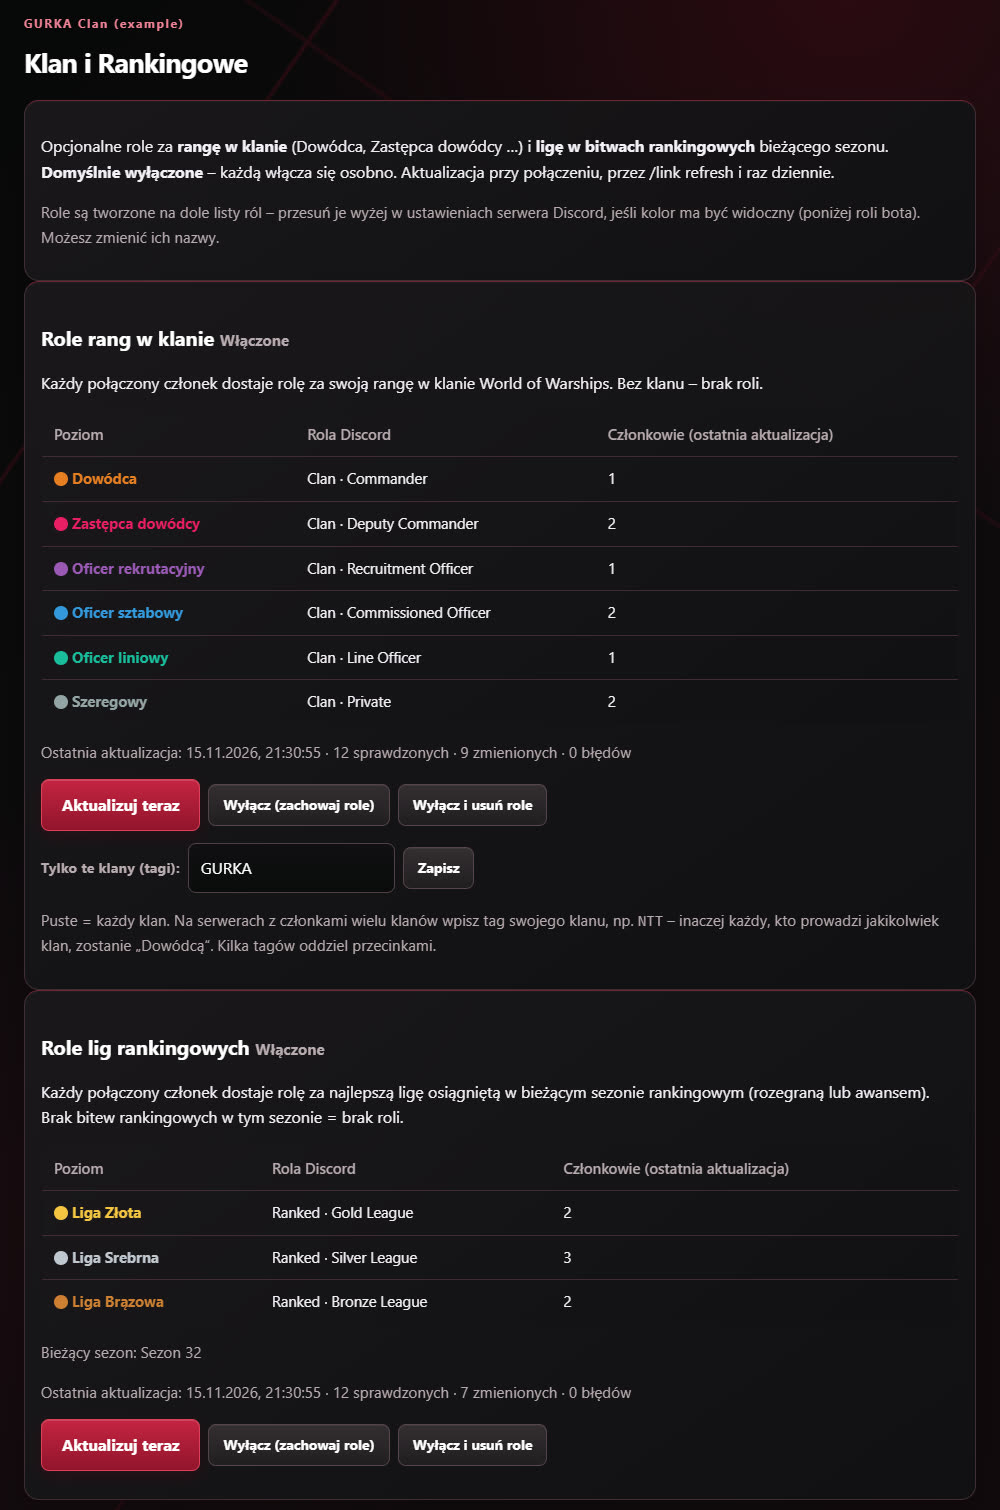 GURKA Clan (example)
Klan i Rankingowe
Opcjonalne role za rangę w klanie (Dowódca, Zastępca dowódcy ...) i ligę w bitwach rankingowych bieżącego sezonu.
Domyślnie wyłączone – każdą włącza się osobno. Aktualizacja przy połączeniu, przez /link refresh i raz dziennie.
Role są tworzone na dole listy ról – przesuń je wyżej w ustawieniach serwera Discord, jeśli kolor ma być widoczny (poniżej roli bota).
Możesz zmienić ich nazwy.
Role rang w klanie Włączone
Każdy połączony członek dostaje rolę za swoją rangę w klanie World of Warships. Bez klanu – brak roli.
Poziom Rola Discord Członkowie (ostatnia aktualizacja)
Dowódca Clan · Commander 1
Zastępca dowódcy Clan · Deputy Commander 2
Oficer rekrutacyjny Clan · Recruitment Officer 1
Oficer sztabowy Clan · Commissioned Officer 2
Oficer liniowy Clan · Line Officer 1
Szeregowy Clan · Private 2
Ostatnia aktualizacja: 15.11.2026, 21:30:55 · 12 sprawdzonych · 9 zmienionych · 0 błędów
Aktualizuj teraz Wyłącz (zachowaj role) Wyłącz i usuń role
Tylko te klany (tagi): GURKA Zapisz
Puste = każdy klan. Na serwerach z członkami wielu klanów wpisz tag swojego klanu, np. NTT – inaczej każdy, kto prowadzi jakikolwiek
klan, zostanie „Dowódcą”. Kilka tagów oddziel przecinkami.
Role lig rankingowych Włączone
Każdy połączony członek dostaje rolę za najlepszą ligę osiągniętą w bieżącym sezonie rankingowym (rozegraną lub awansem).
Brak bitew rankingowych w tym sezonie = brak roli.
Poziom Rola Discord Członkowie (ostatnia aktualizacja)
Liga Złota Ranked · Gold League 2
Liga Srebrna Ranked · Silver League 3
Liga Brązowa Ranked · Bronze League 2
Bieżący sezon: Sezon 32
Ostatnia aktualizacja: 15.11.2026, 21:30:55 · 12 sprawdzonych · 7 zmienionych · 0 błędów
Aktualizuj teraz Wyłącz (zachowaj role) Wyłącz i usuń role